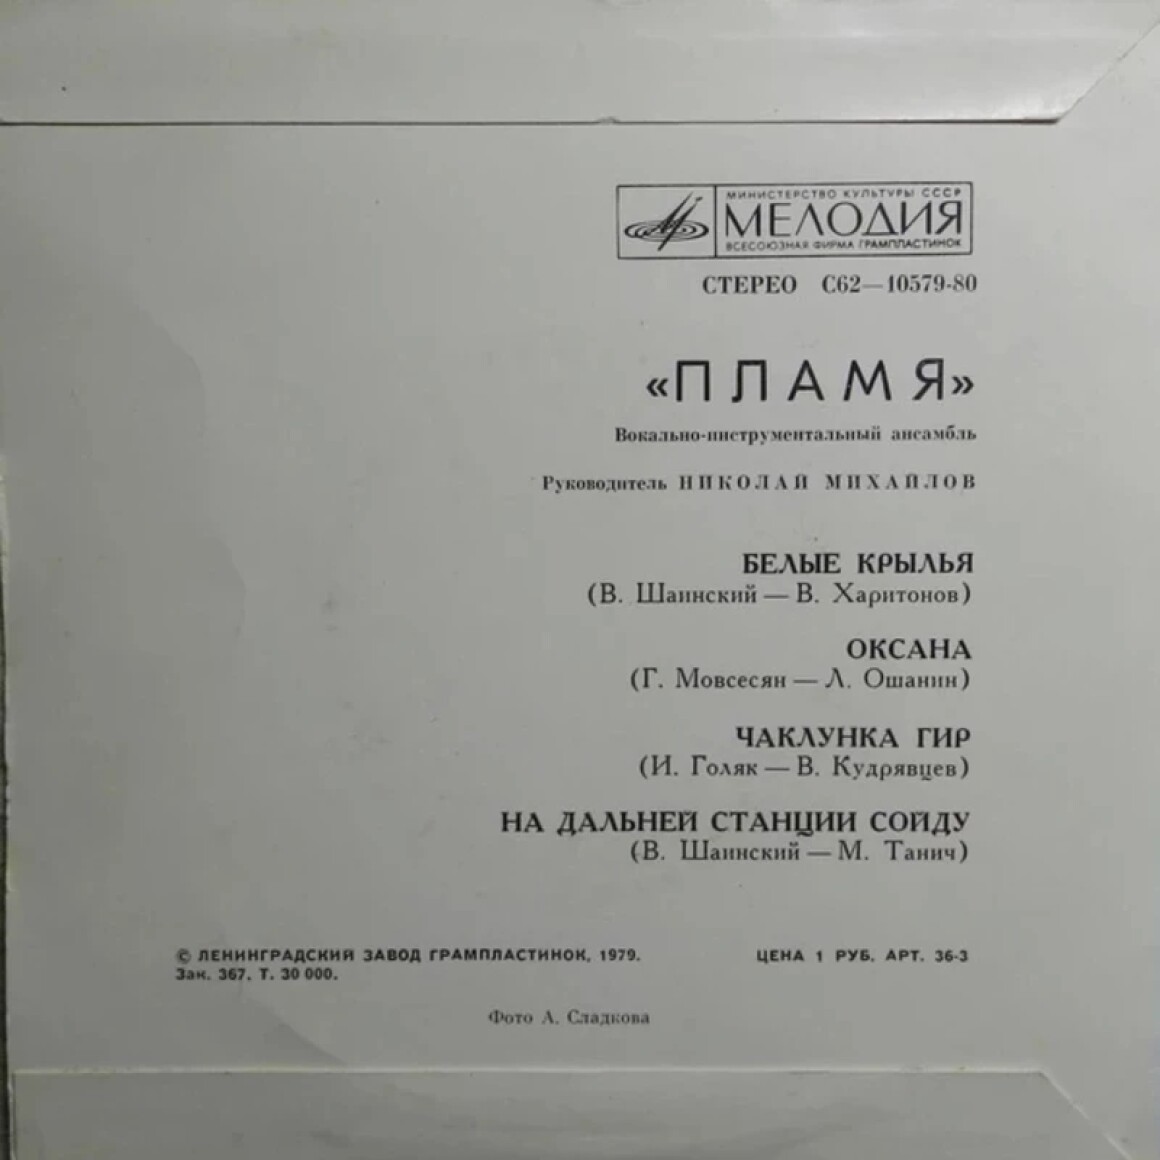 МИНИСТЕРСТВО КУЛЬТУРЫ СССР
МЕЛОДИЯ
ВСЕСОЮЗНАЯ ФИРМА ГРАМПЛАСТИНОК
СТЕРЕО С62—10579-80
«ПЛАМЯ»
Вокально-инструментальный ансамбль
Руководитель НИКОЛАЙ МИХАЙЛОВ
БЕЛЫЕ КРЫЛЬЯ
(В. Шаинский — В. Харитонов)
ОКСАНА
(Г. Мовсесян — Л. Ошанин)
ЧАКЛУНКА ГИР
(И. Голяк — В. Кудрявцев)
НА ДАЛЬНЕЙ СТАНЦИИ СОЙДУ
(В. Шаинский — М. Танич)
© ЛЕНИНГРАДСКИЙ ЗАВОД ГРАМПЛАСТИНОК, 1979. ЦЕНА 1 РУБ. АРТ. 36-3
Зак. 367. Т. 30 000.
Фото А. Сладкова